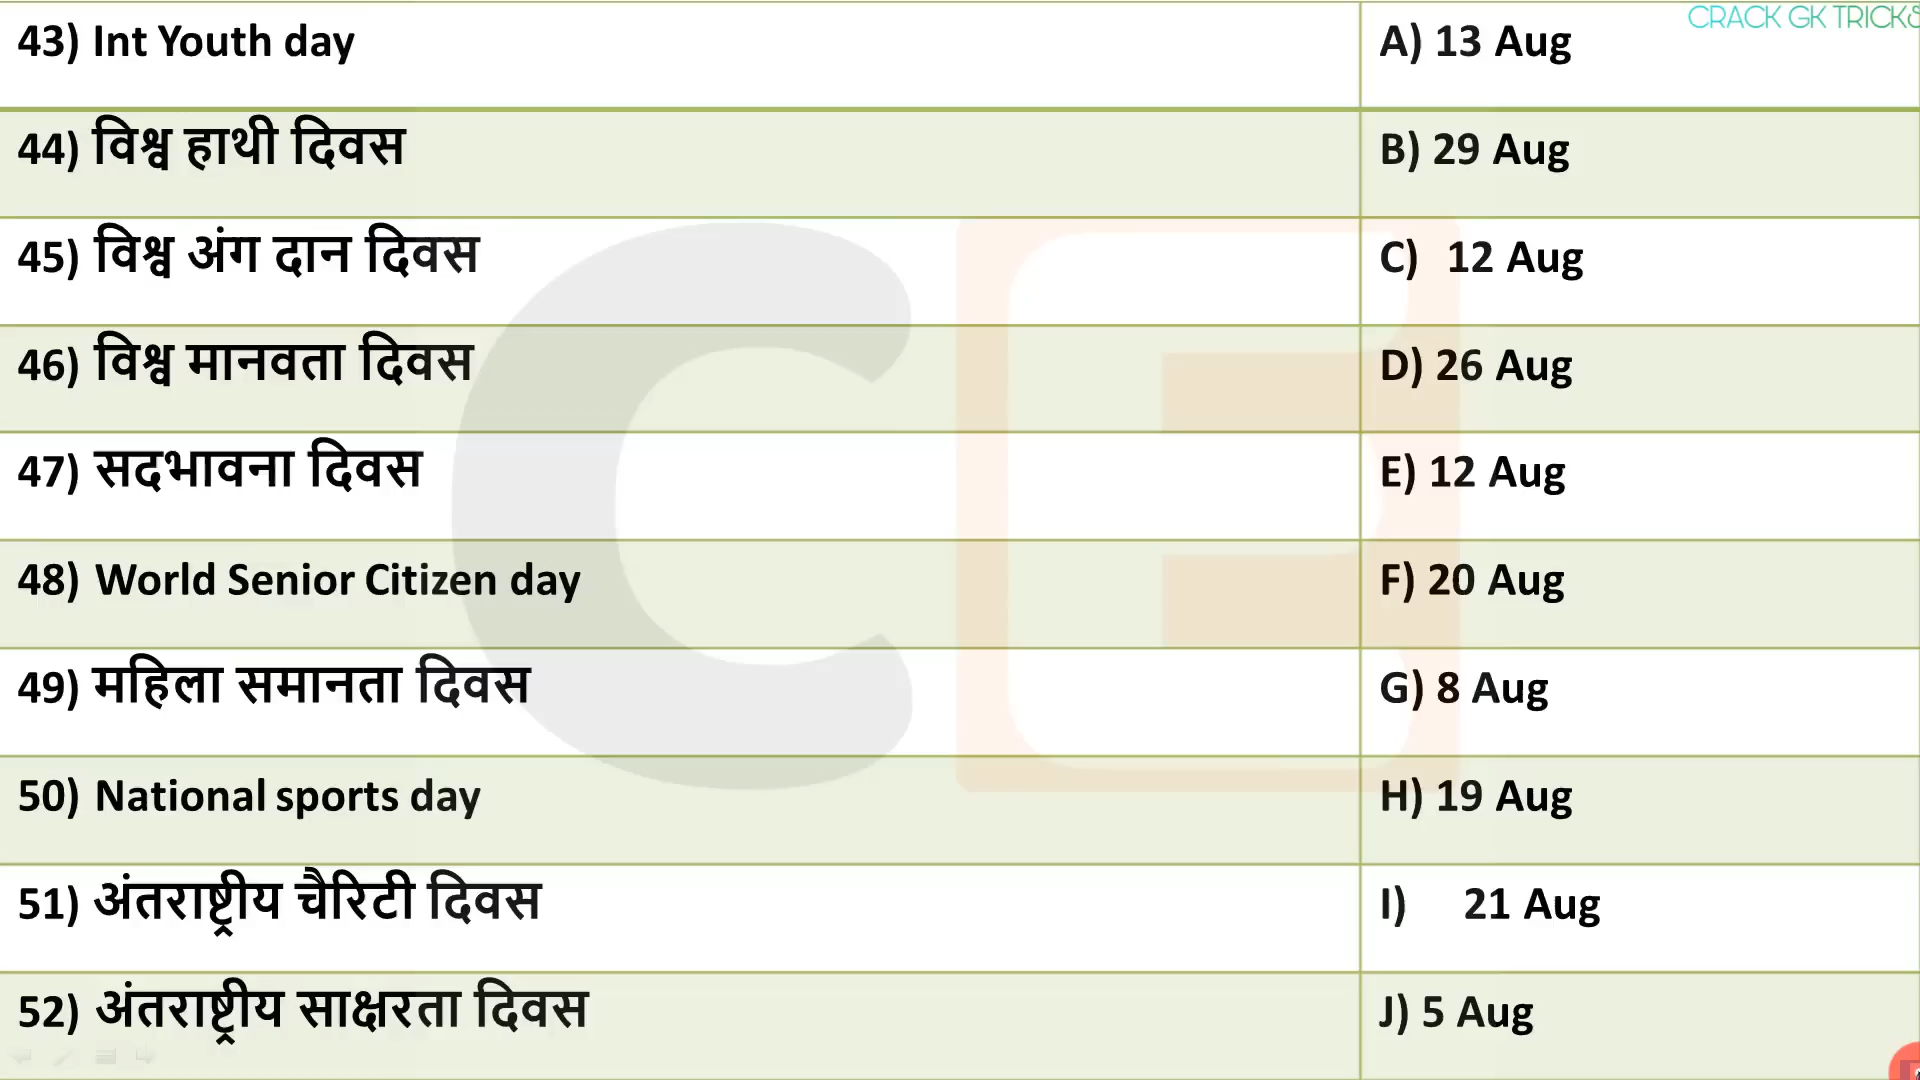 CRACK GK TRICKS
43) Int Youth day A) 13 Aug
44) विश्व हाथी दिवस B) 29 Aug
45) विश्व अंग दान दिवस C) 12 Aug
46) विश्व मानवता दिवस D) 26 Aug
47) सदभावना दिवस E) 12 Aug
48) World Senior Citizen day F) 20 Aug
49) महिला समानता दिवस G) 8 Aug
50) National sports day H) 19 Aug
51) अंतराष्ट्रीय चैरिटी दिवस I) 21 Aug
52) अंतराष्ट्रीय साक्षरता दिवस J) 5 Aug